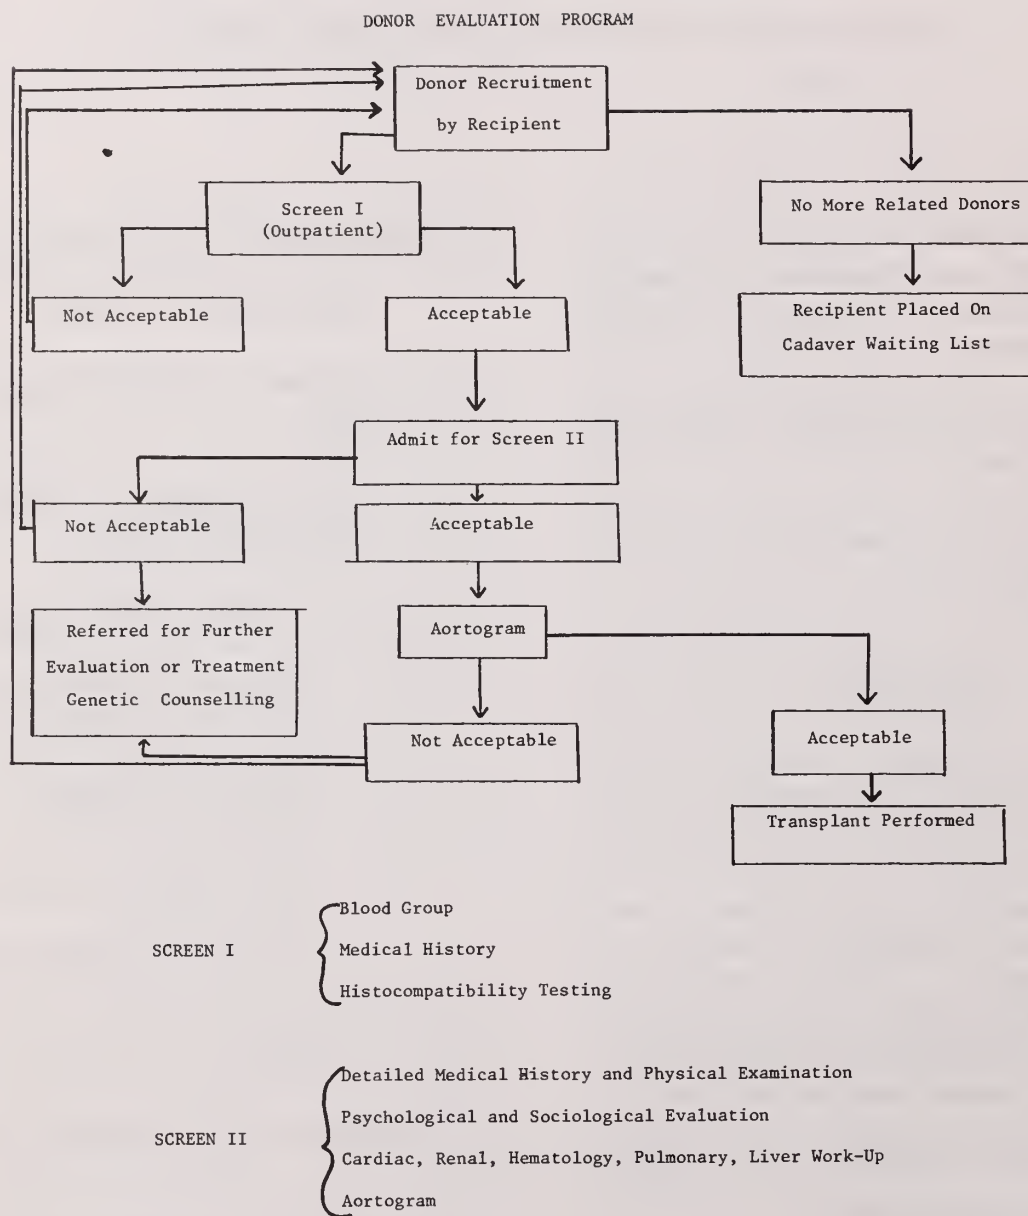 DONOR EVALUATION PROGRAM
Donor Recruitment
by Recipient
Screen I
(Outpatient)
No More Related Donors
Not Acceptable
Acceptable
Recipient Placed On
Cadaver Waiting List
Admit for Screen II
Not Acceptable
Acceptable
Referred for Further
Evaluation or Treatment
Genetic Counselling
Aortogram
Not Acceptable
Acceptable
Transplant Performed
SCREEN I
Blood Group
Medical History
Histocompatibility Testing
SCREEN II
Detailed Medical History and Physical Examination
Psychological and Sociological Evaluation
Cardiac, Renal, Hematology, Pulmonary, Liver Work-Up
Aortogram